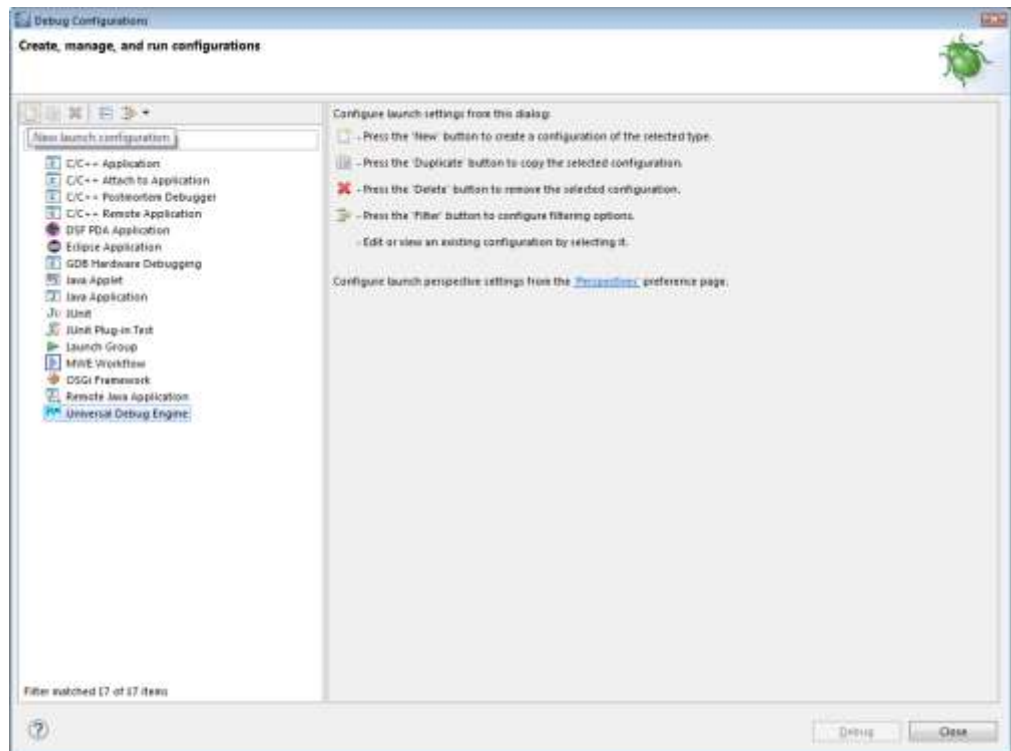 Debug Configurations
Create, manage, and run configurations
New launch configuration
C/C++ Application
C/C++ Attach to Application
C/C++ Postmortem Debugger
C/C++ Remote Application
DSF PDA Application
Eclipse Application
GDB Hardware Debugging
Java Applet
Java Application
Ju JUnit
JUnit Plug-in Test
Launch Group
MWE Workflow
OSGi Framework
Remote Java Application
Universal Debug Engine
Filter matched 17 of 17 items
Configure launch settings from this dialog:
- Press the 'New' button to create a configuration of the selected type.
- Press the 'Duplicate' button to copy the selected configuration.
- Press the 'Delete' button to remove the selected configuration.
- Press the 'Filter' button to configure filtering options.
- Edit or view an existing configuration by selecting it.
Configure launch perspective settings from the 'Perspectives' preference page.
?
Debug
Close